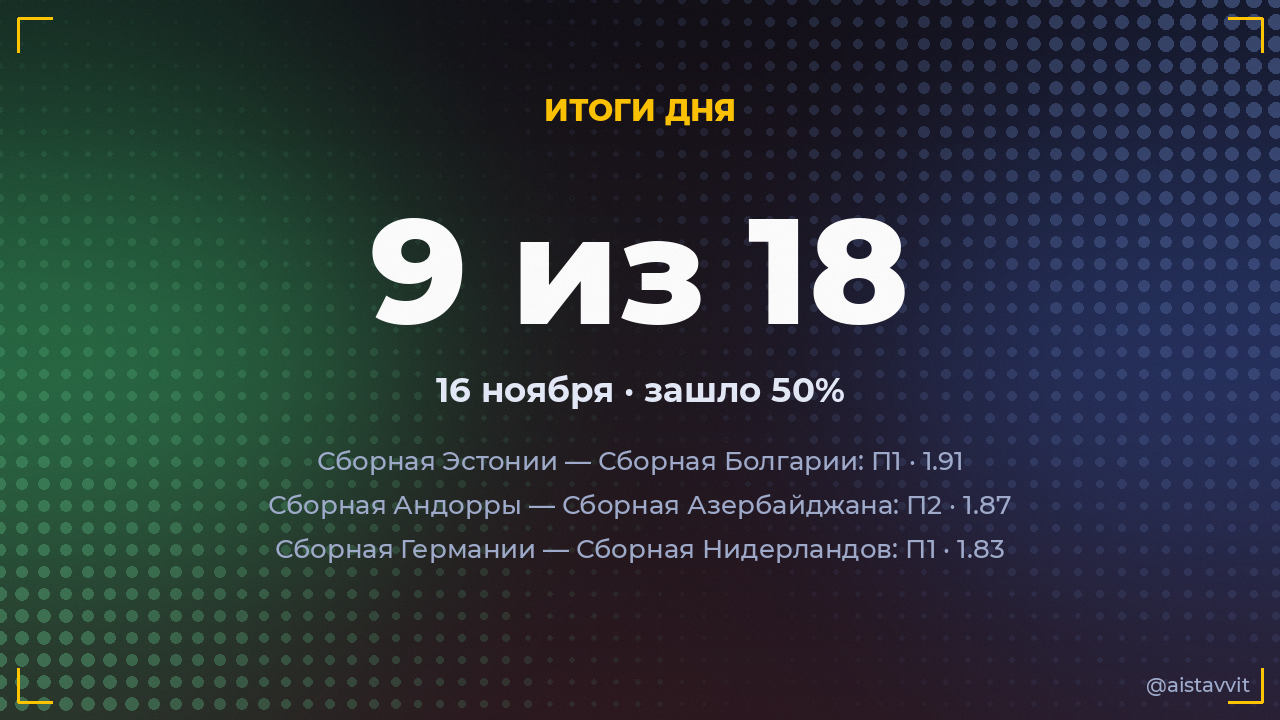 ИТОГИ ДНЯ
9 из 18
16 ноября · зашло 50%
Сборная Эстонии — Сборная Болгарии: П1 · 1.91
Сборная Андорры — Сборная Азербайджана: П2 · 1.87
Сборная Германии — Сборная Нидерландов: П1 · 1.83
@aistavvit